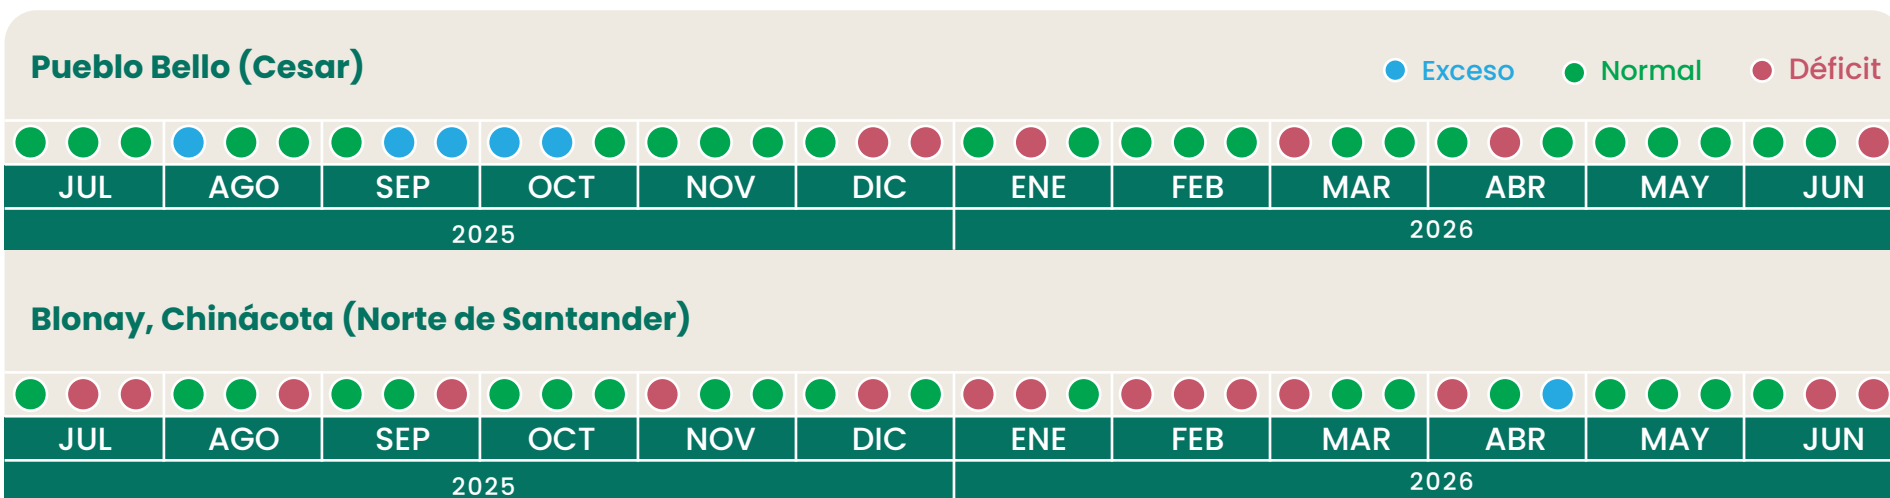 Pueblo Bello (Cesar)
Exceso Normal Déficit
JUL AGO SEP OCT NOV DIC ENE FEB MAR ABR MAY JUN
2025 2026
Blonay, Chinácota (Norte de Santander)
JUL AGO SEP OCT NOV DIC ENE FEB MAR ABR MAY JUN
2025 2026